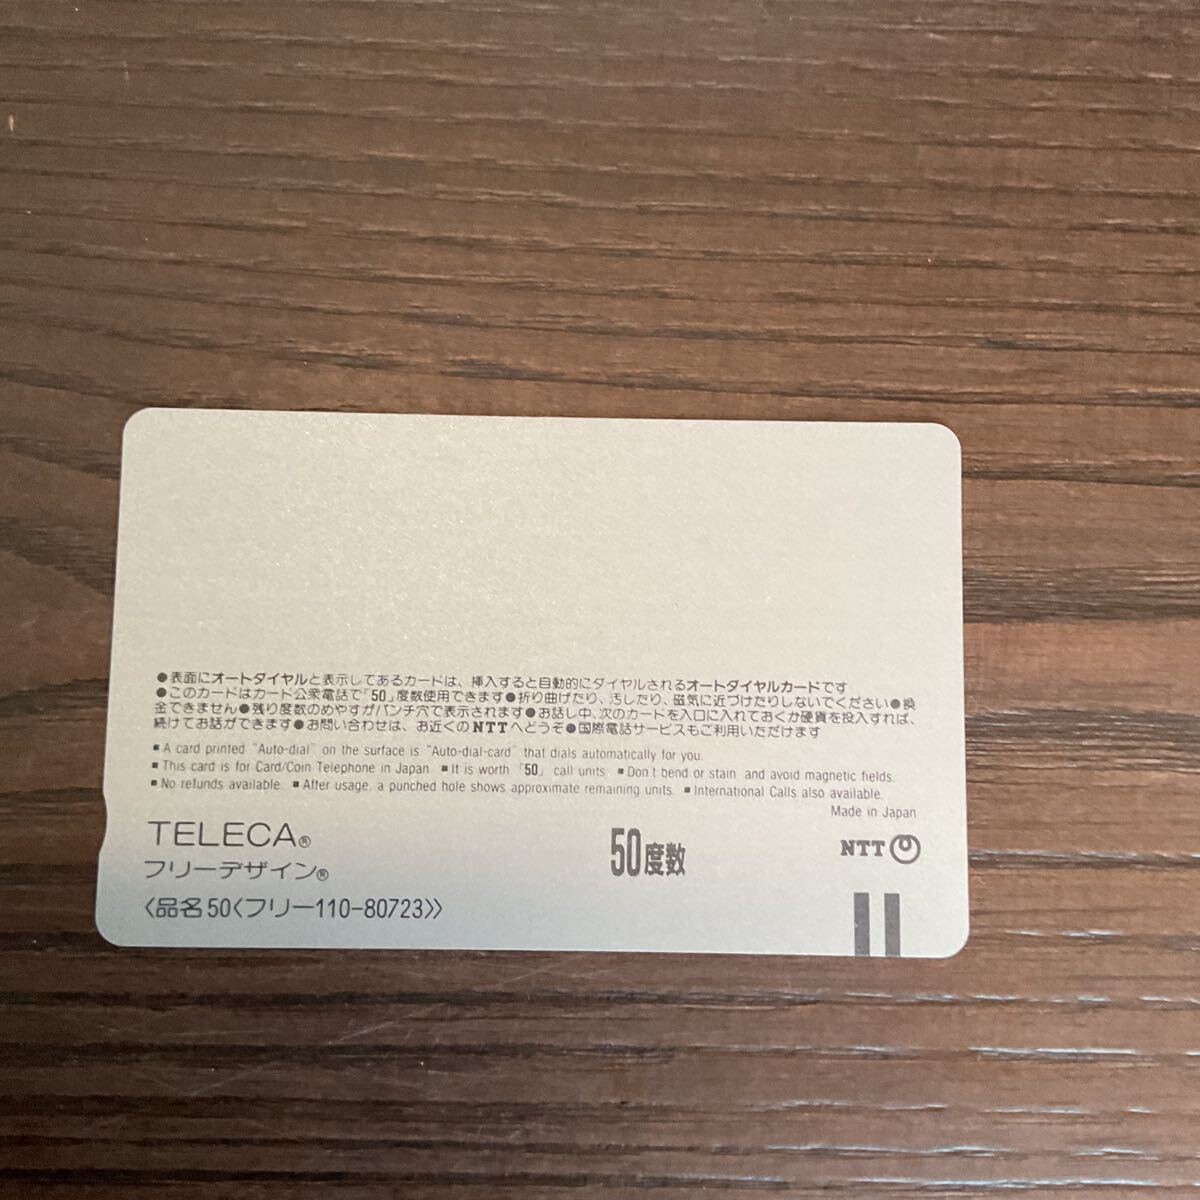 ●表面にオートダイヤルと表示してあるカードは、挿入すると自動的にダイヤルされるオートダイヤルカードです
●このカードはカード公衆電話で「50」度数使用できます●折り曲げたり、汚したり、磁気に近づけたりしないでください●換
金できません●残り度数のめやすがパンチ穴で表示されます●お話し中、次のカードを入口に入れておくか硬貨を投入すれば、
続けてお話ができます●お問い合わせは、お近くのNTTへどうぞ●国際電話サービスもご利用いただけます
■A card printed "Auto-dial" on the surface is "Auto-dial-card" that dials automatically for you.
■This card is for Card/Coin Telephone in Japan ■It is worth 「50」 call units ■Don't bend or stain and avoid magnetic fields.
■No refunds available. ■After usage, a punched hole shows approximate remaining units. ■International Calls also available.
Made in Japan
TELECA®
フリーデザイン®
〈品名50〈フリー110-80723〉〉
50度数
NTT